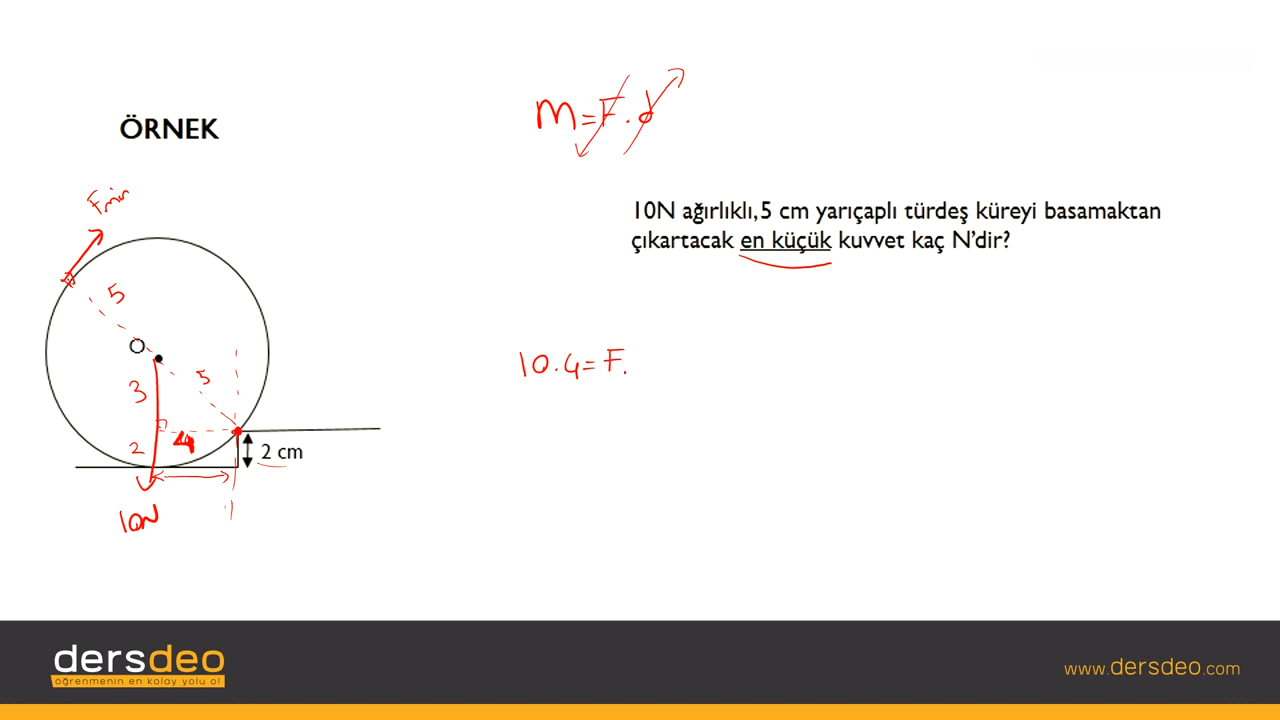 ÖRNEK
M=F.d
Fmin
10N ağırlıklı,5 cm yarıçaplı türdeş küreyi basamaktan
çıkartacak en küçük kuvvet kaç N'dir?
5
O
5
3
10.4=F.
2
4
2 cm
10N
dersdeo
öğrenmenin en kolay yolu o!
www.dersdeo.com